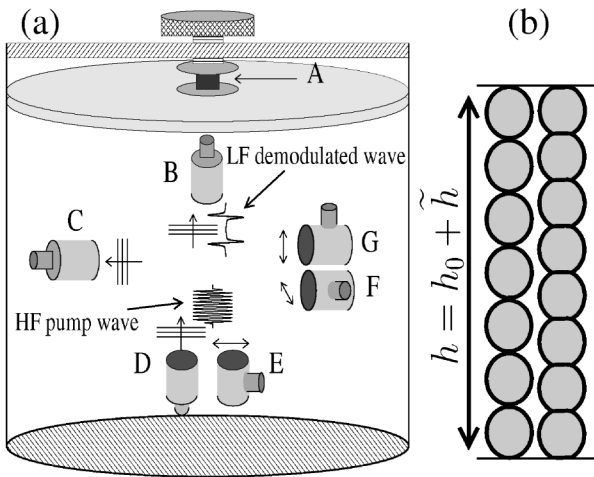 (a)
(b)
A
B
LF demodulated wave
C
G
F
HF pump wave
D
E
h = h₀ + h̃